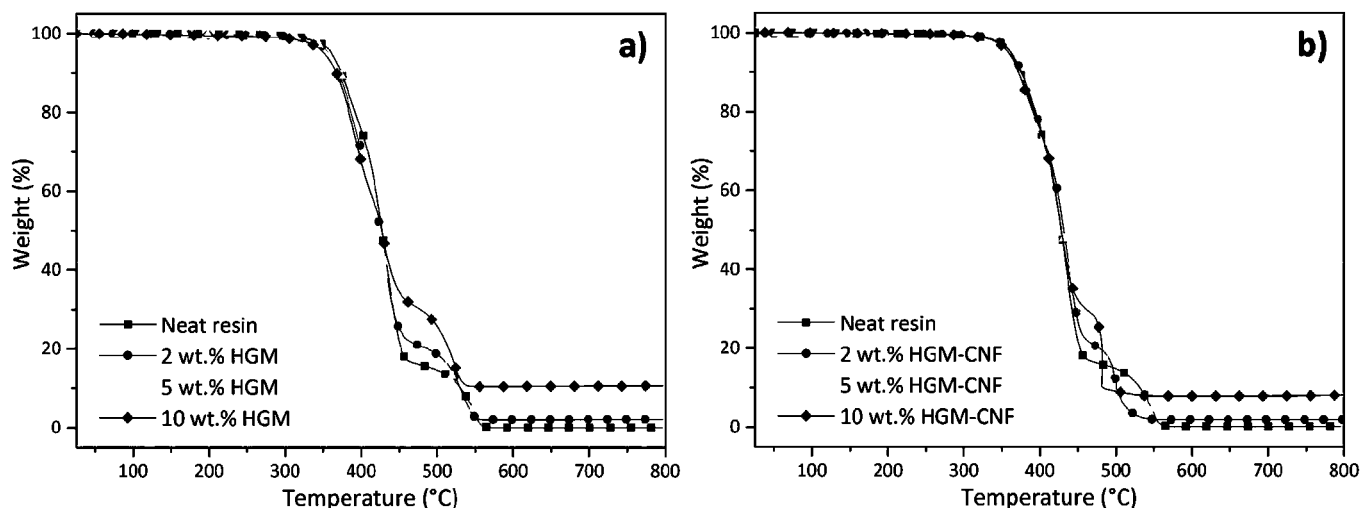 a)
100
80
60
40
20
0
Weight (%)
Neat resin
2 wt.% HGM
5 wt.% HGM
10 wt.% HGM
100 200 300 400 500 600 700 800
Temperature (°C)
b)
100
80
60
40
20
0
Weight (%)
Neat resin
2 wt.% HGM-CNF
5 wt.% HGM-CNF
10 wt.% HGM-CNF
100 200 300 400 500 600 700 800
Temperature (°C)